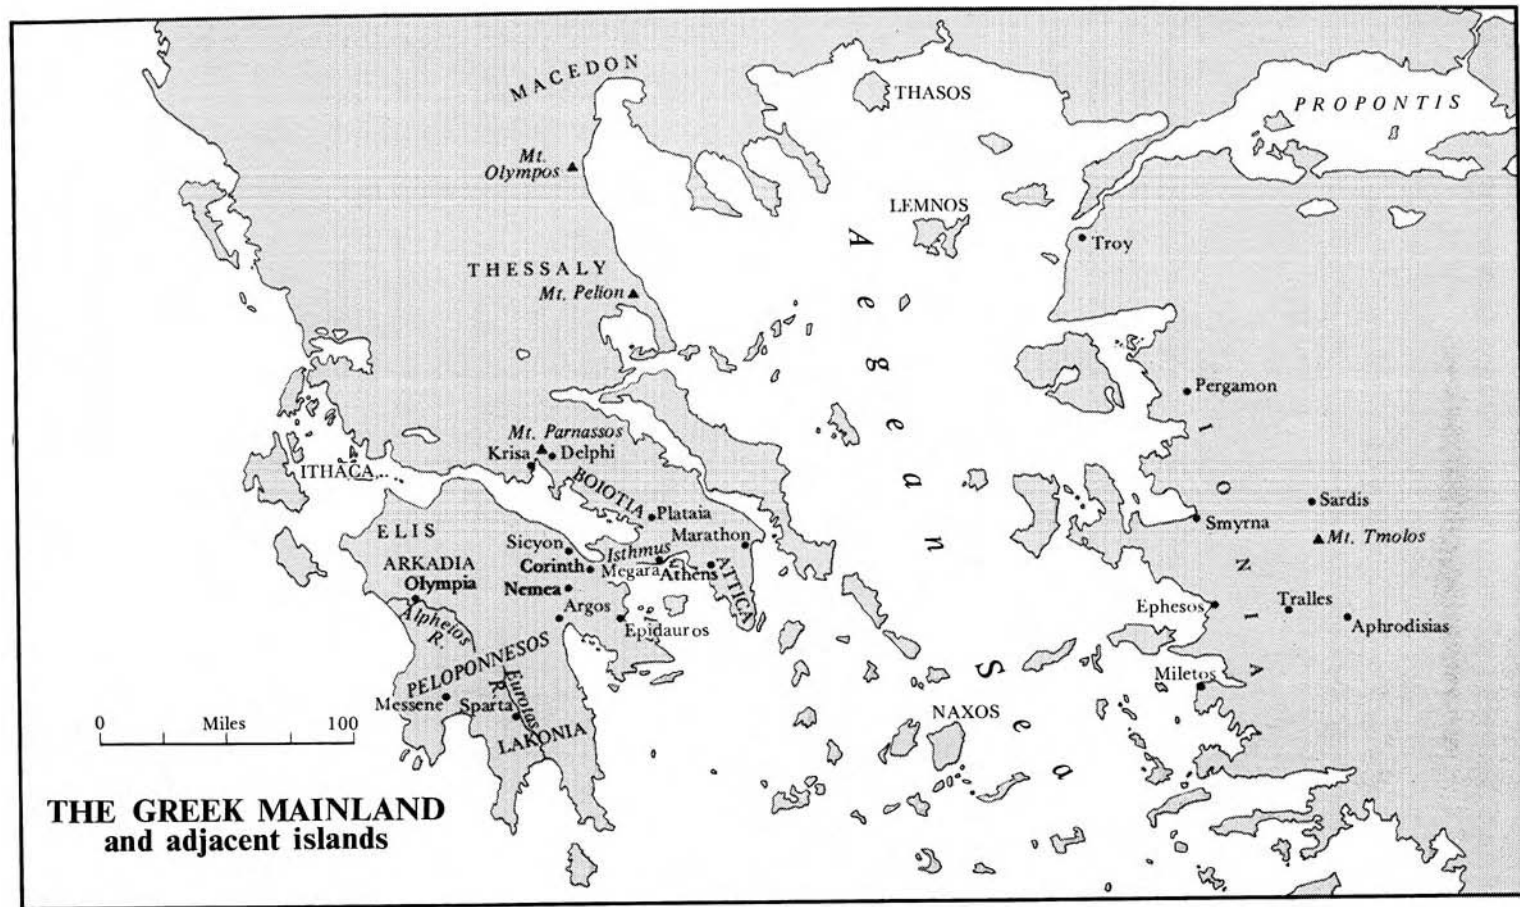 MACEDON
THASOS
PROPONTIS
Mt.
Olympos
LEMNOS
Troy
THESSALY
Mt. Pelion
Aegean Sea
Pergamon
IONIA
Mt. Parnassos
Krisa
Delphi
ITHACA
BOIOTIA
Plataia
Sardis
Smyrna
Mt. Tmolos
ELIS
Sicyon
Isthmus
Marathon
ARKADIA
Corinth
Megara
Athens
ATTICA
Olympia
Nemea
Alpheios
R.
Argos
Epidauros
Ephesos
Tralles
Aphrodisias
PELOPONNESOS
Miletos
Messene
Sparta
Eurotas
R.
LAKONIA
NAXOS
0 Miles 100
THE GREEK MAINLAND
and adjacent islands